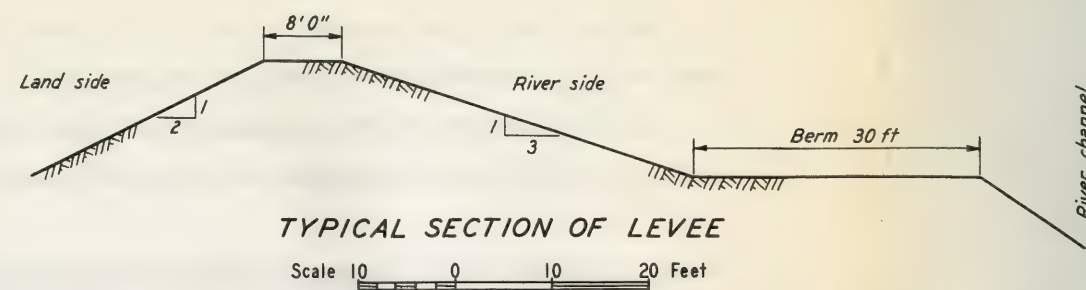 8'0"
Land side
River side
1
2
1
3
Berm 30 ft
River channel
TYPICAL SECTION OF LEVEE
Scale 10 0 10 20 Feet